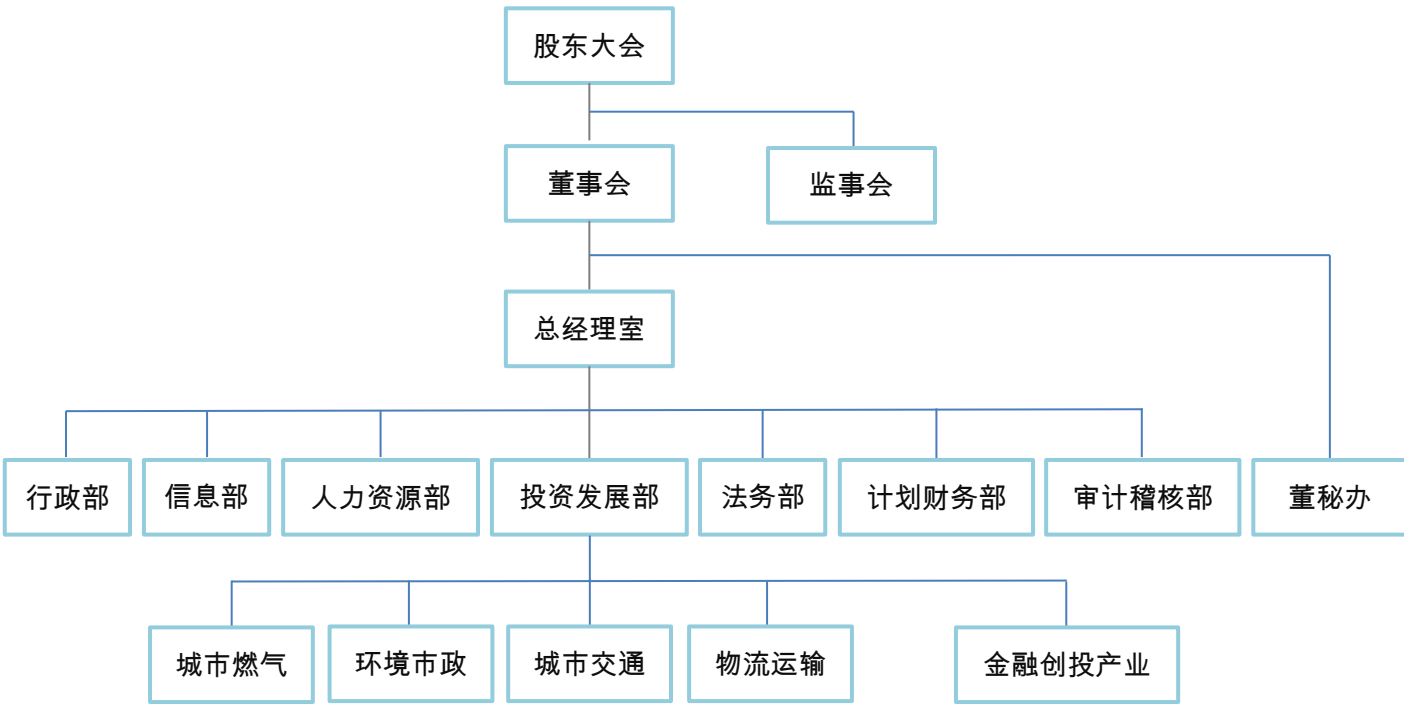 股东大会
董事会
监事会
总经理室
行政部
信息部
人力资源部
投资发展部
法务部
计划财务部
审计稽核部
董秘办
城市燃气
环境市政
城市交通
物流运输
金融创投产业